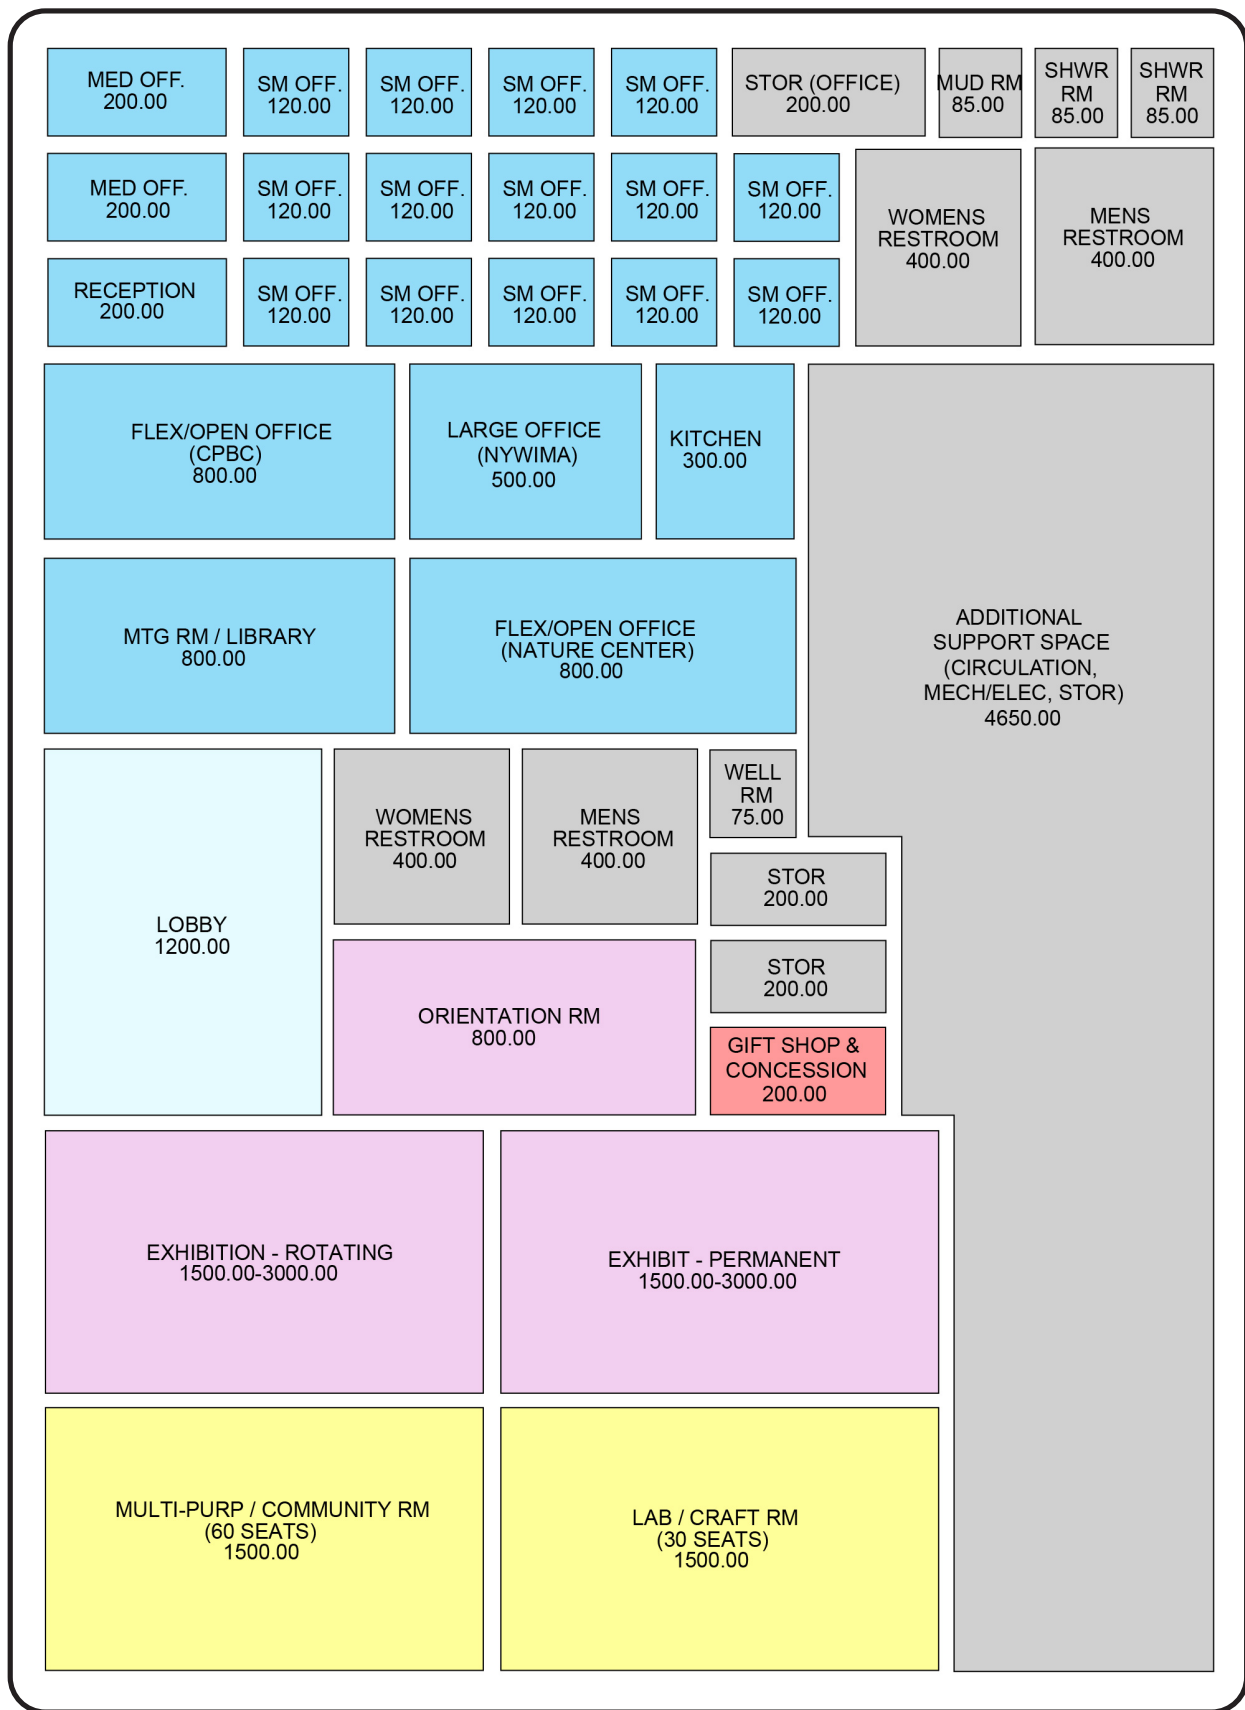 MED OFF.
200.00
SM OFF.
120.00
SM OFF.
120.00
SM OFF.
120.00
SM OFF.
120.00
STOR (OFFICE)
200.00
MUD RM
85.00
SHWR
RM
85.00
SHWR
RM
85.00
MED OFF.
200.00
SM OFF.
120.00
SM OFF.
120.00
SM OFF.
120.00
SM OFF.
120.00
SM OFF.
120.00
WOMENS
RESTROOM
400.00
MENS
RESTROOM
400.00
RECEPTION
200.00
SM OFF.
120.00
SM OFF.
120.00
SM OFF.
120.00
SM OFF.
120.00
SM OFF.
120.00
FLEX/OPEN OFFICE
(CPBC)
800.00
LARGE OFFICE
(NYWIMA)
500.00
KITCHEN
300.00
ADDITIONAL
SUPPORT SPACE
(CIRCULATION,
MECH/ELEC, STOR)
4650.00
MTG RM / LIBRARY
800.00
FLEX/OPEN OFFICE
(NATURE CENTER)
800.00
LOBBY
1200.00
WOMENS
RESTROOM
400.00
MENS
RESTROOM
400.00
WELL
RM
75.00
STOR
200.00
STOR
200.00
ORIENTATION RM
800.00
GIFT SHOP &
CONCESSION
200.00
EXHIBITION - ROTATING
1500.00-3000.00
EXHIBIT - PERMANENT
1500.00-3000.00
MULTI-PURP / COMMUNITY RM
(60 SEATS)
1500.00
LAB / CRAFT RM
(30 SEATS)
1500.00